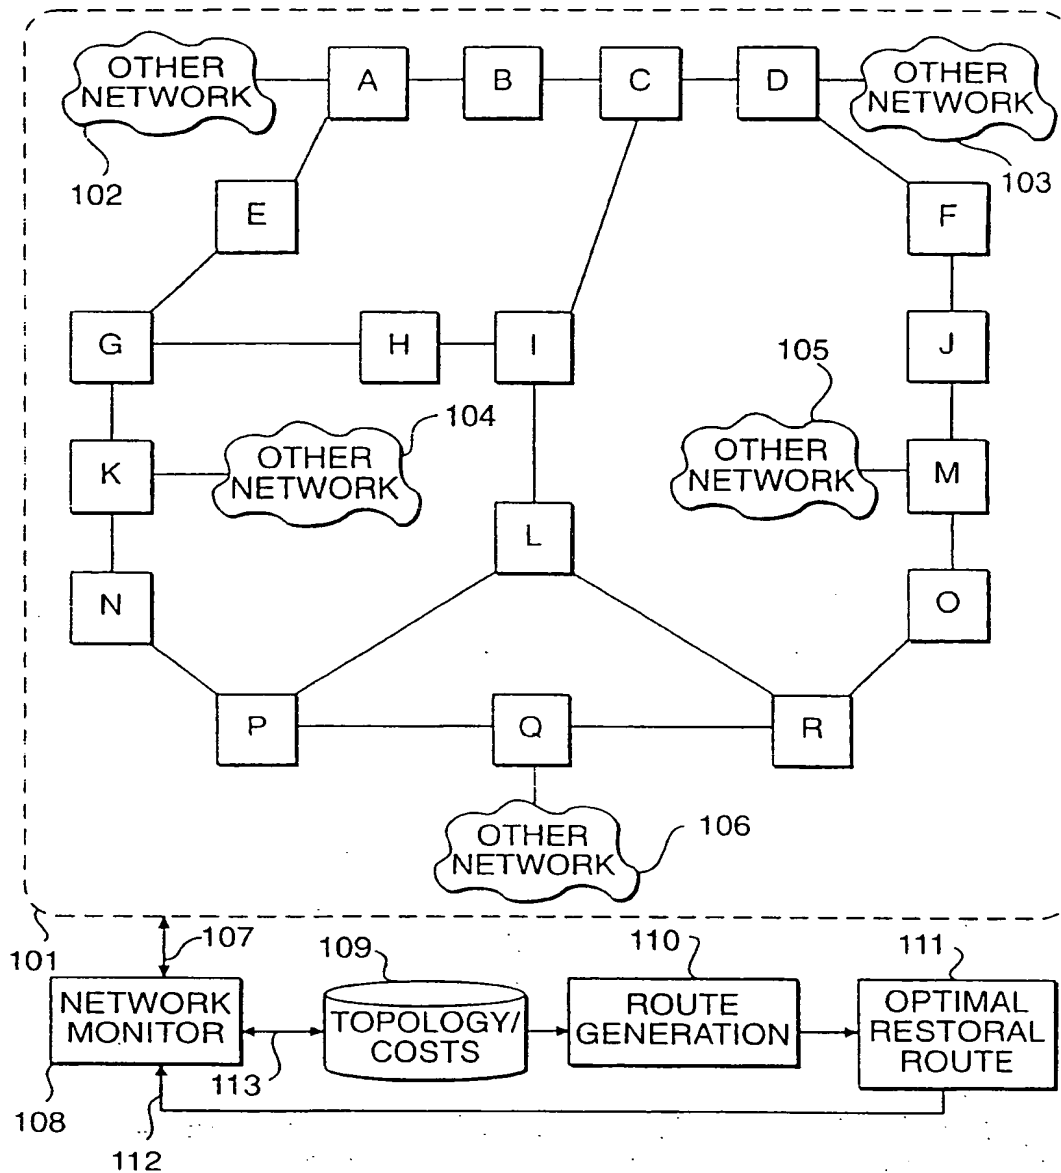 OTHER
NETWORK
A
B
C
D
OTHER
NETWORK
102
103
E
F
G
H
I
J
105
104
K
OTHER
NETWORK
OTHER
NETWORK
M
L
N
O
P
Q
R
OTHER
NETWORK
106
101
107
109
110
111
NETWORK
MONITOR
TOPOLOGY/
COSTS
ROUTE
GENERATION
OPTIMAL
RESTORAL
ROUTE
113
108
112